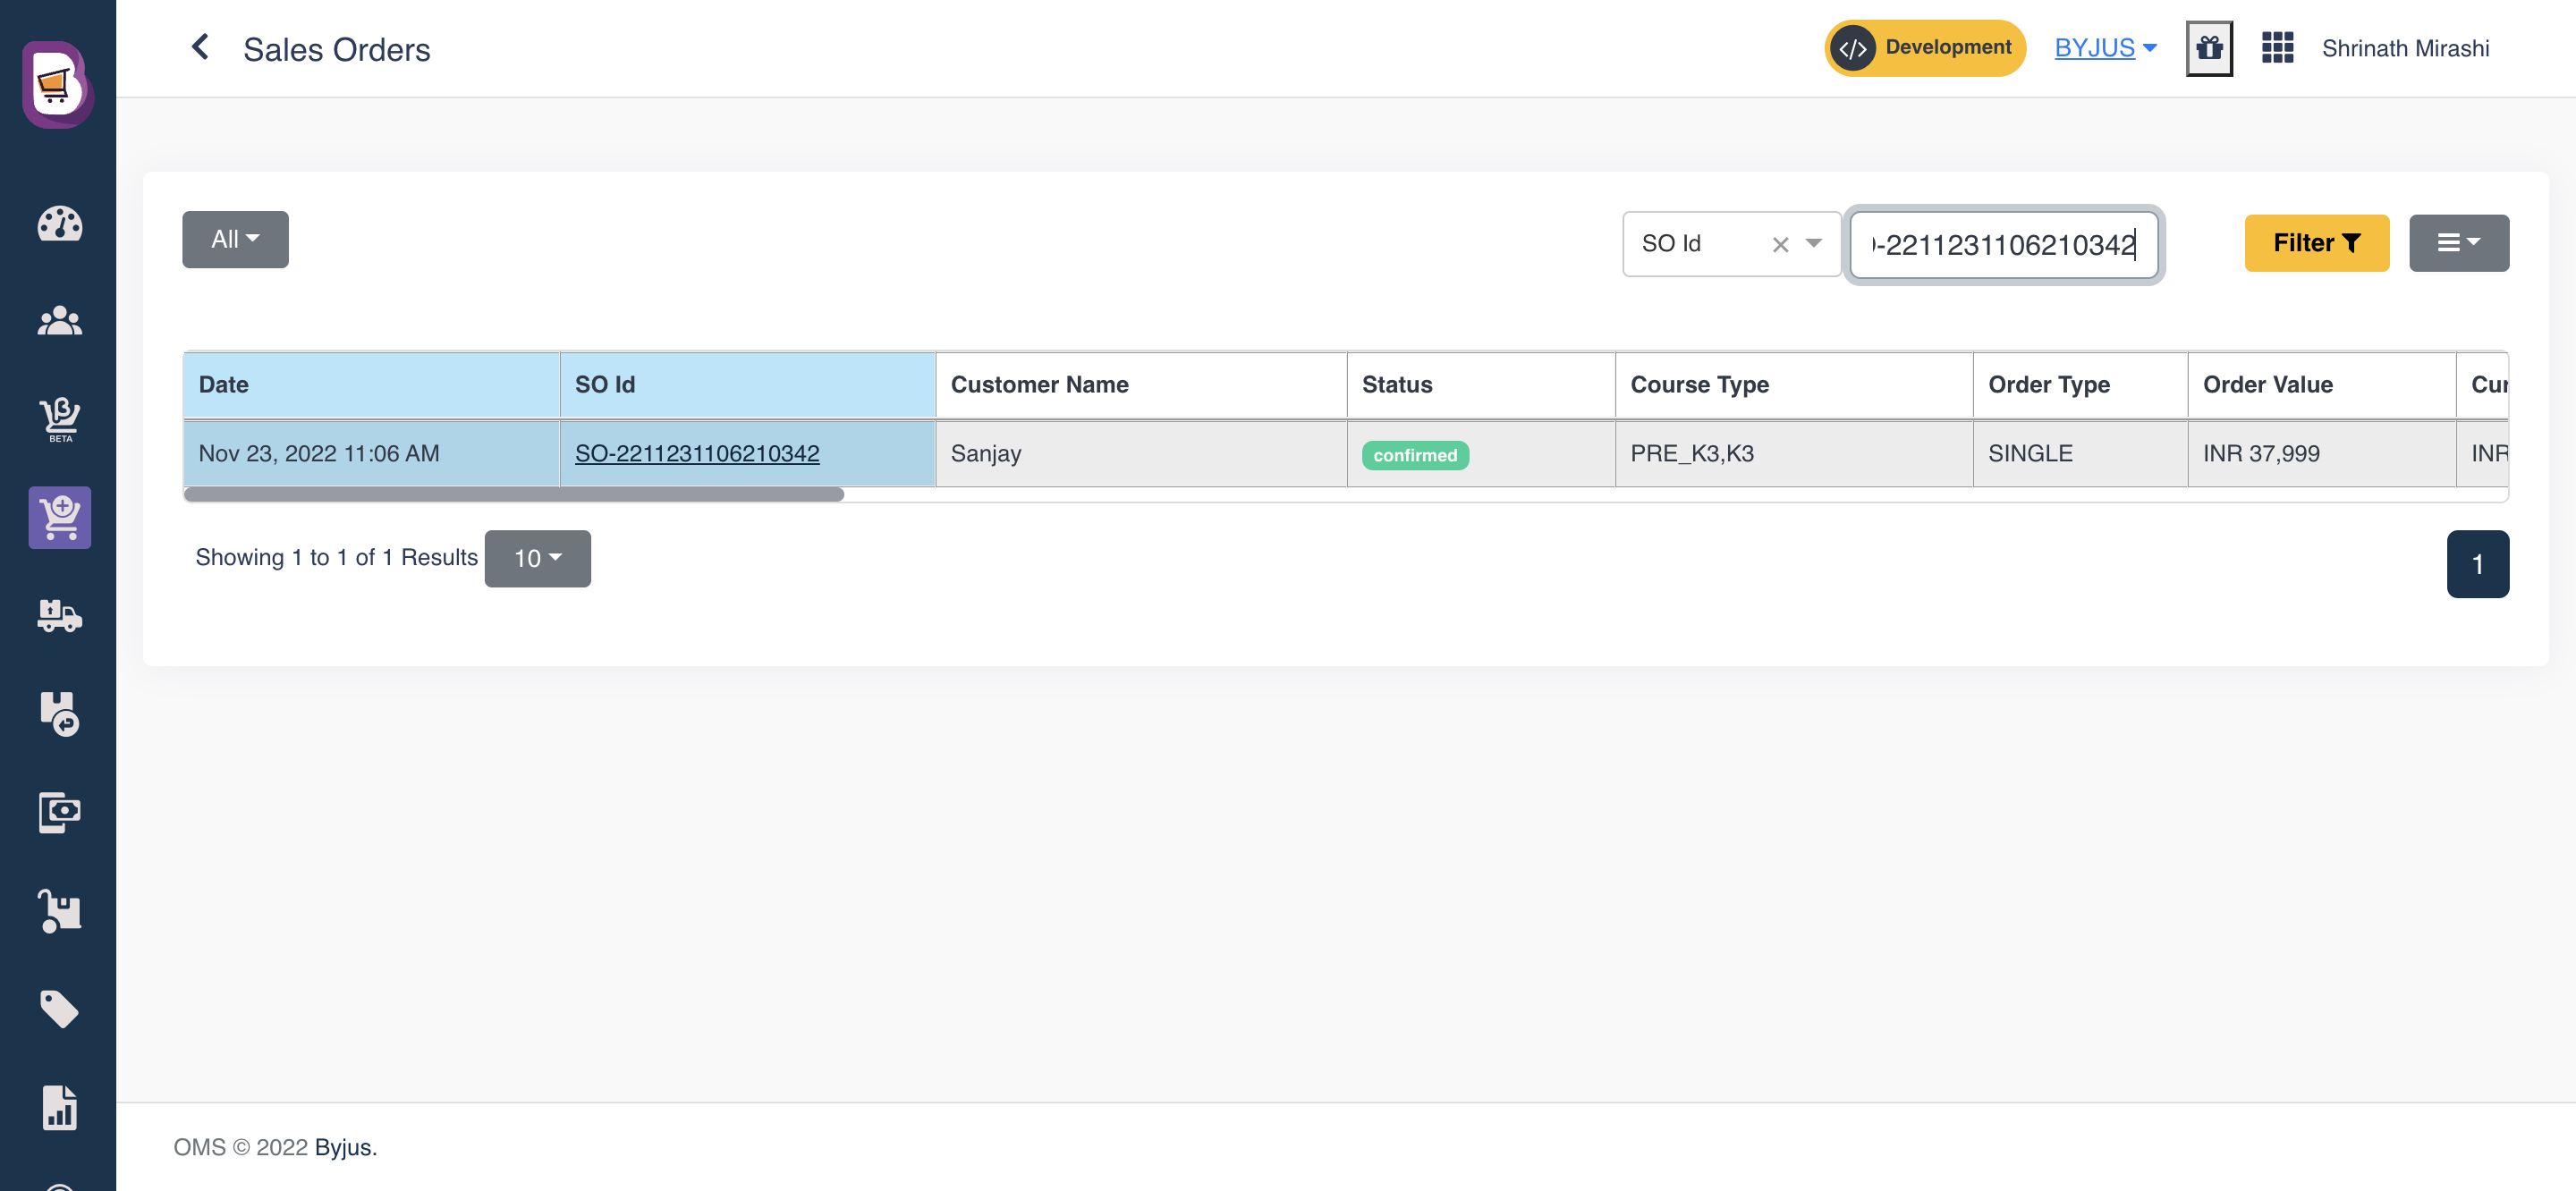 Sales Orders
</> Development
BYJUS
Shrinath Mirashi
All
SO Id
-2211231106210342
Filter
Date SO Id Customer Name Status Course Type Order Type Order Value
Nov 23, 2022 11:06 AM SO-2211231106210342 Sanjay confirmed PRE_K3,K3 SINGLE INR 37,999 INR
Showing 1 to 1 of 1 Results 10
1
β
BETA
OMS © 2022 Byjus.